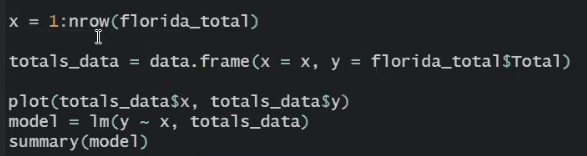 x = 1:nrow(florida_total)
totals_data = data.frame(x = x, y = florida_total$Total)
plot(totals_data$x, totals_data$y)
model = lm(y ~ x, totals_data)
summary(model)